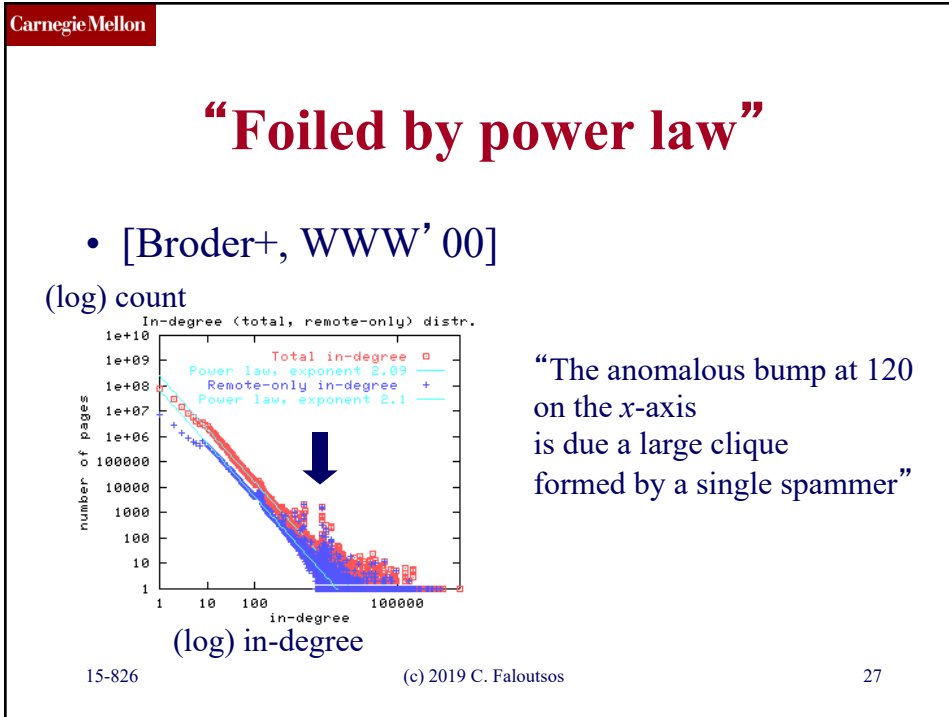 Carnegie Mellon
“Foiled by power law”
• [Broder+, WWW’ 00]
(log) count
In-degree (total, remote-only) distr.
1e+10
1e+09
1e+08
1e+07
1e+06
100000
10000
1000
100
10
1
number of pages
Total in-degree
Power law, exponent 2.09
Remote-only in-degree
Power law, exponent 2.1
1 10 100 100000
in-degree
(log) in-degree
“The anomalous bump at 120
on the x-axis
is due a large clique
formed by a single spammer”
15-826 (c) 2019 C. Faloutsos 27